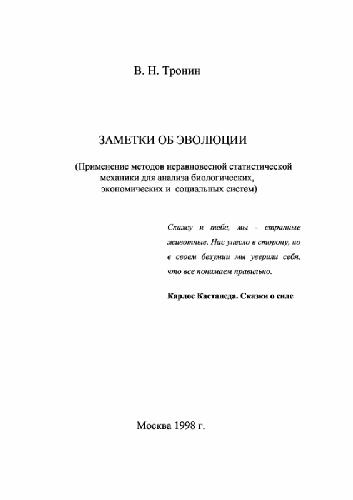 В. Н. Тронин
ЗАМЕТКИ ОБ ЭВОЛЮЦИИ
(Применение методов неравновесной статистической
механики для анализа биологических,
экономических и социальных систем)
Скажу я тебе, мы - странные
животные. Нас унесло в сторону, но
в своем безумии мы уверили себя,
что все понимаем правильно.
Карлос Кастанеда. Сказки о силе
Москва 1998 г.